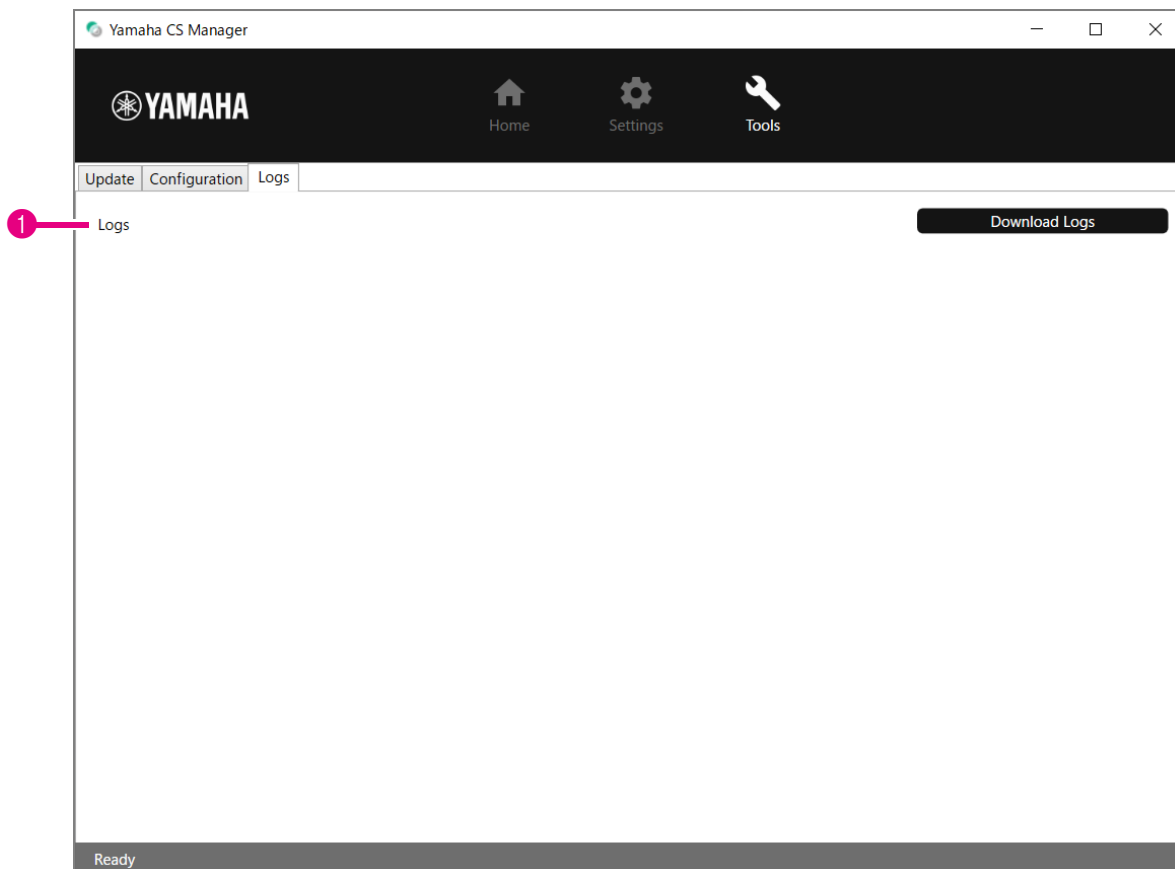 Yamaha CS Manager
YAMAHA
Home Settings Tools
Update Configuration Logs
1 Logs Download Logs
Ready